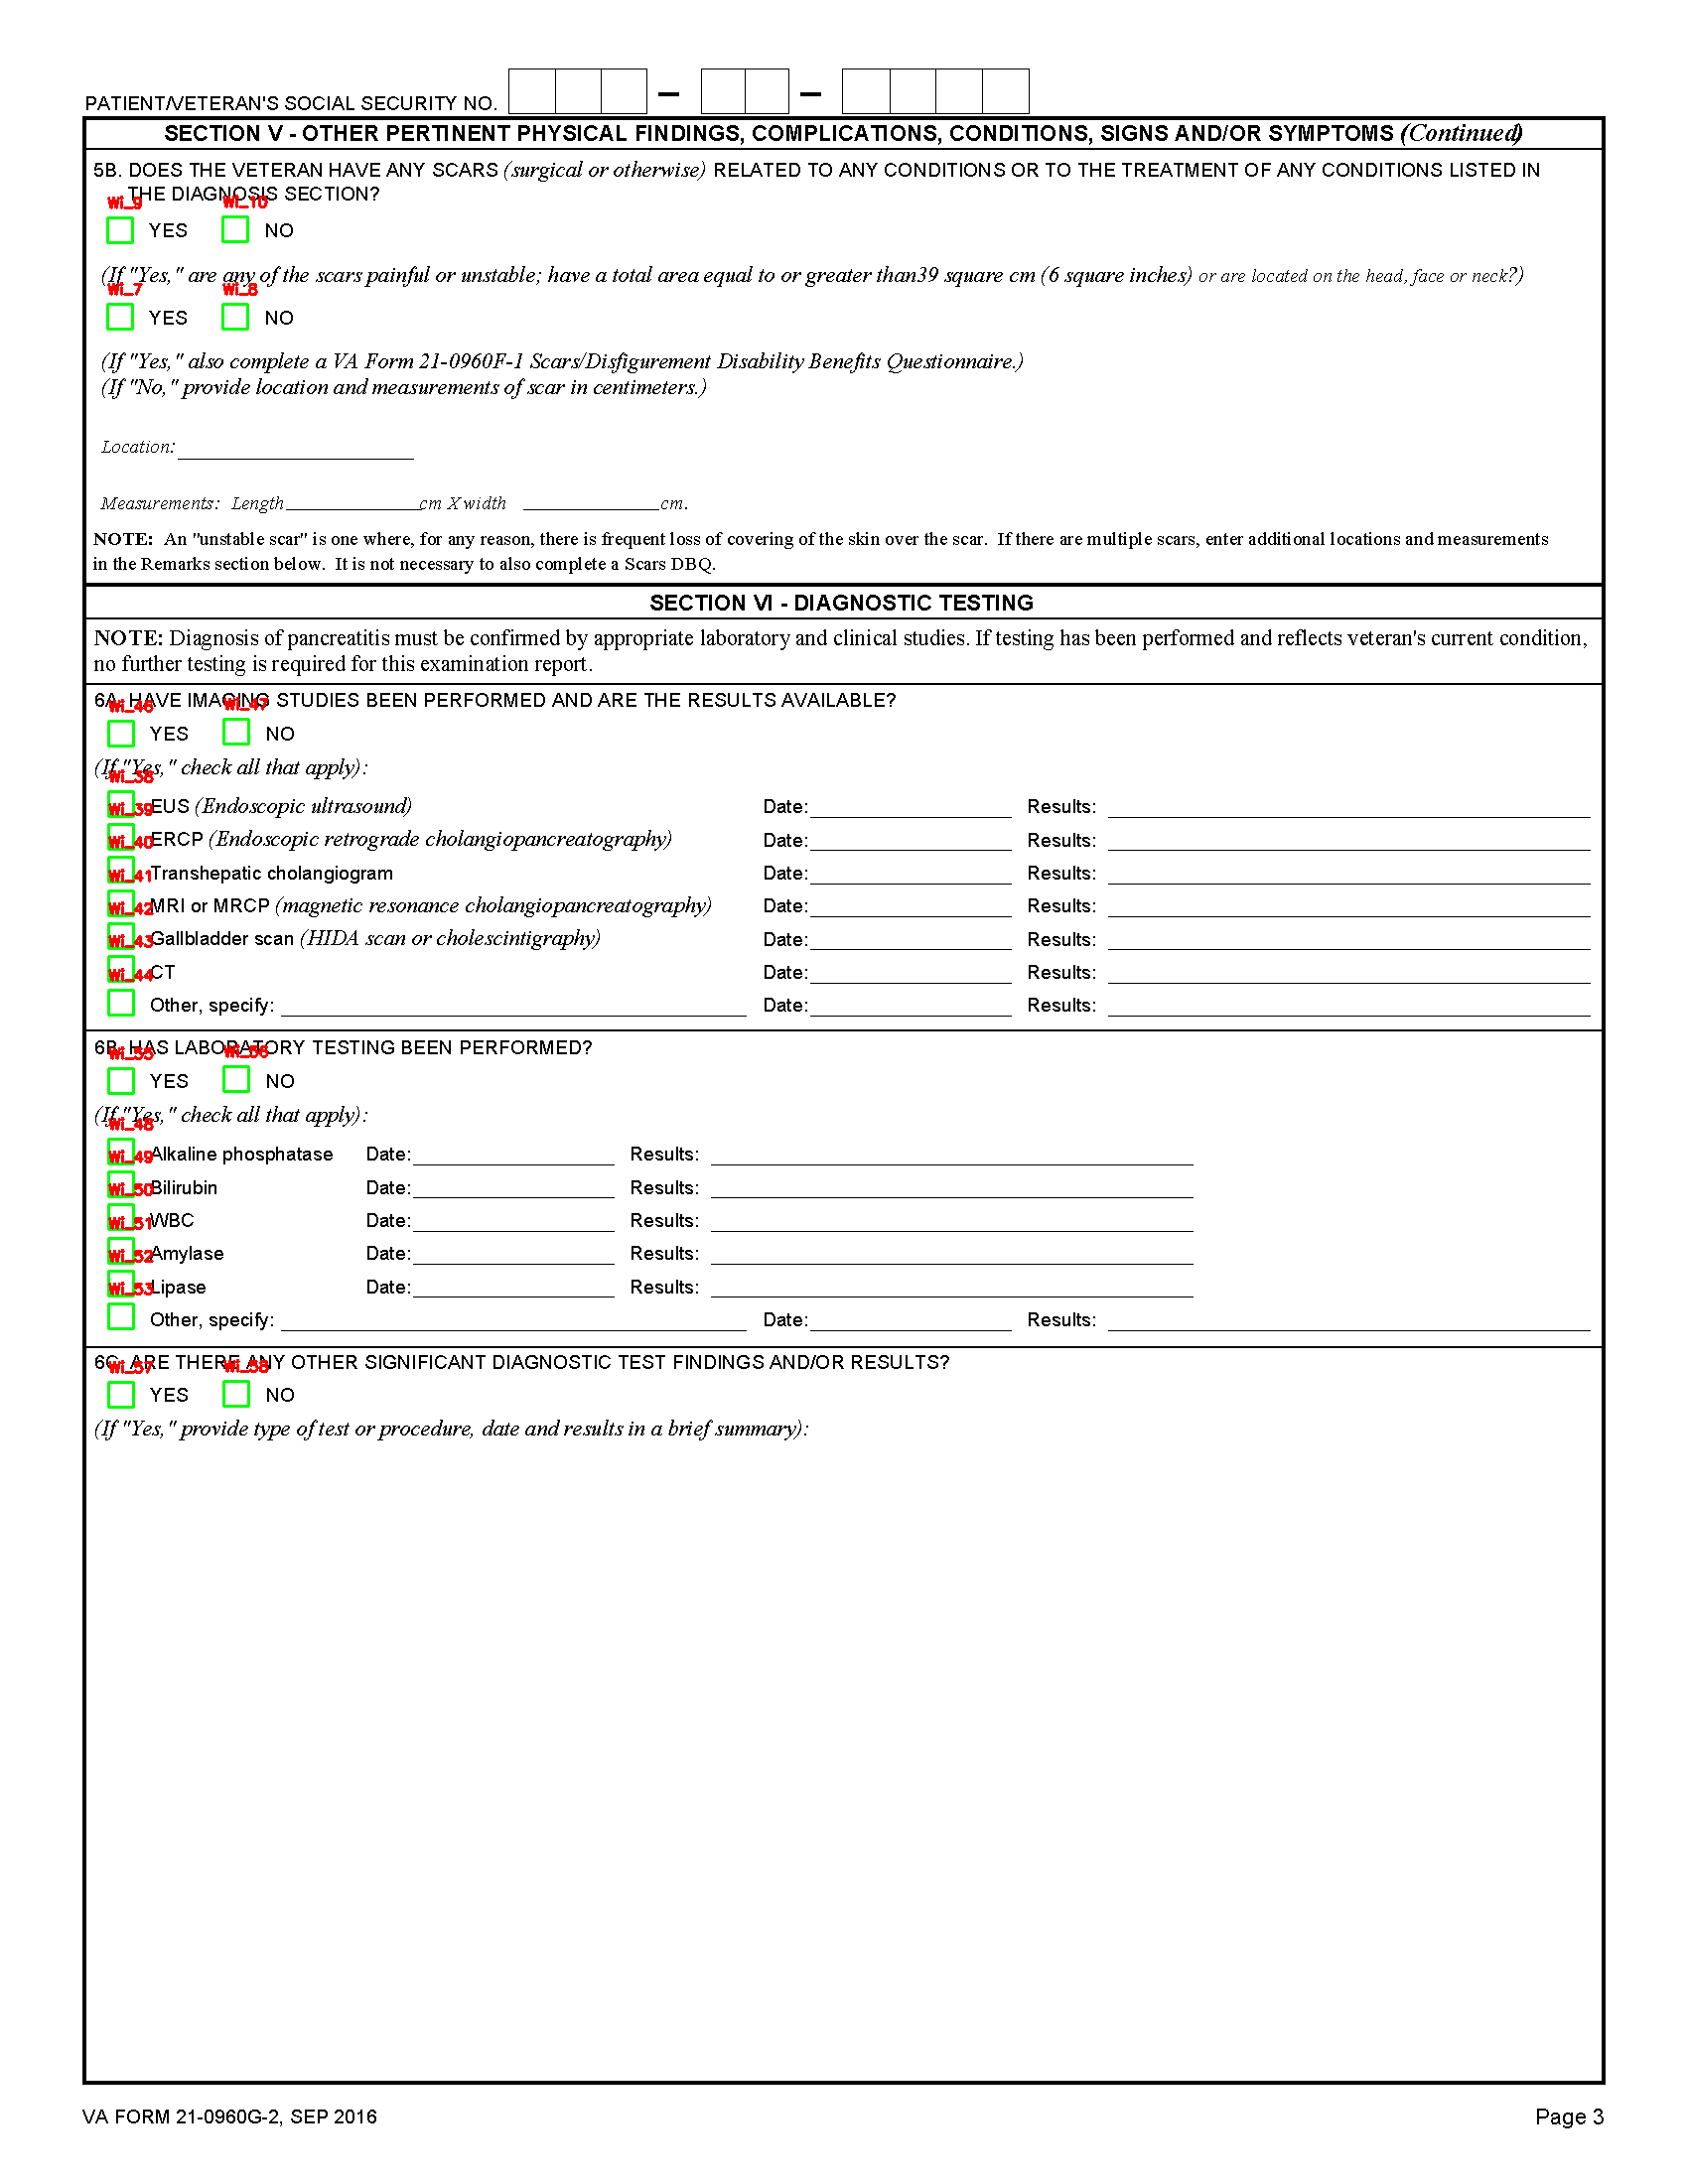 PATIENT/VETERAN'S SOCIAL SECURITY NO.
SECTION V - OTHER PERTINENT PHYSICAL FINDINGS, COMPLICATIONS, CONDITIONS, SIGNS AND/OR SYMPTOMS (Continued)
5B. DOES THE VETERAN HAVE ANY SCARS (surgical or otherwise) RELATED TO ANY CONDITIONS OR TO THE TREATMENT OF ANY CONDITIONS LISTED IN
THE DIAGNOSIS SECTION?
Wi_9 Wi_10
YES NO
(If "Yes," are any of the scars painful or unstable; have a total area equal to or greater than39 square cm (6 square inches) or are located on the head, face or neck?)
Wi_7 Wi_8
YES NO
(If "Yes," also complete a VA Form 21-0960F-1 Scars/Disfigurement Disability Benefits Questionnaire.)
(If "No," provide location and measurements of scar in centimeters.)
Location:
Measurements: Length cm X width cm.
NOTE: An "unstable scar" is one where, for any reason, there is frequent loss of covering of the skin over the scar. If there are multiple scars, enter additional locations and measurements
in the Remarks section below. It is not necessary to also complete a Scars DBQ.
SECTION VI - DIAGNOSTIC TESTING
NOTE: Diagnosis of pancreatitis must be confirmed by appropriate laboratory and clinical studies. If testing has been performed and reflects veteran's current condition,
no further testing is required for this examination report.
6A. HAVE IMAGING STUDIES BEEN PERFORMED AND ARE THE RESULTS AVAILABLE?
Wi_46 Wi_47
YES NO
(If "Yes," check all that apply):
Wi_38
Wi_39 EUS (Endoscopic ultrasound) Date: Results:
Wi_40 ERCP (Endoscopic retrograde cholangiopancreatography) Date: Results:
Wi_41 Transhepatic cholangiogram Date: Results:
Wi_42 MRI or MRCP (magnetic resonance cholangiopancreatography) Date: Results:
Wi_43 Gallbladder scan (HIDA scan or cholescintigraphy) Date: Results:
Wi_44 CT Date: Results:
Other, specify: Date: Results:
6B. HAS LABORATORY TESTING BEEN PERFORMED?
Wi_55 Wi_56
YES NO
(If "Yes," check all that apply):
Wi_48
Wi_49 Alkaline phosphatase Date: Results:
Wi_50 Bilirubin Date: Results:
Wi_51 WBC Date: Results:
Wi_52 Amylase Date: Results:
Wi_53 Lipase Date: Results:
Other, specify: Date: Results:
6C. ARE THERE ANY OTHER SIGNIFICANT DIAGNOSTIC TEST FINDINGS AND/OR RESULTS?
Wi_57 Wi_58
YES NO
(If "Yes," provide type of test or procedure, date and results in a brief summary):
VA FORM 21-0960G-2, SEP 2016
Page 3